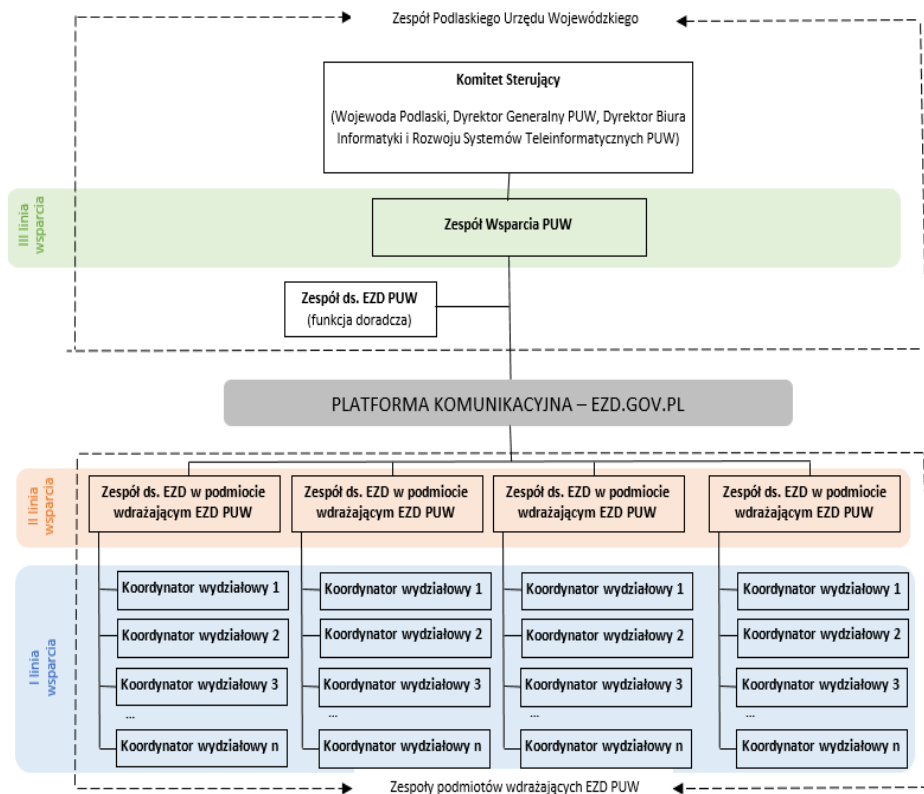 Zespół Podlaskiego Urzędu Wojewódzkiego
Komitet Sterujący
(Wojewoda Podlaski, Dyrektor Generalny PUW, Dyrektor Biura
Informatyki i Rozwoju Systemów Teleinformatycznych PUW)
III linia
wsparcia
Zespół Wsparcia PUW
Zespół ds. EZD PUW
(funkcja doradcza)
PLATFORMA KOMUNIKACYJNA – EZD.GOV.PL
II linia
wsparcia
Zespół ds. EZD w podmiocie
wdrażającym EZD PUW
Zespół ds. EZD w podmiocie
wdrażającym EZD PUW
Zespół ds. EZD w podmiocie
wdrażającym EZD PUW
Zespół ds. EZD w podmiocie
wdrażającym EZD PUW
I linia
wsparcia
Koordynator wydziałowy 1
Koordynator wydziałowy 2
Koordynator wydziałowy 3
...
Koordynator wydziałowy n
Koordynator wydziałowy 1
Koordynator wydziałowy 2
Koordynator wydziałowy 3
...
Koordynator wydziałowy n
Koordynator wydziałowy 1
Koordynator wydziałowy 2
Koordynator wydziałowy 3
...
Koordynator wydziałowy n
Koordynator wydziałowy 1
Koordynator wydziałowy 2
Koordynator wydziałowy 3
...
Koordynator wydziałowy n
Zespoły podmiotów wdrażających EZD PUW